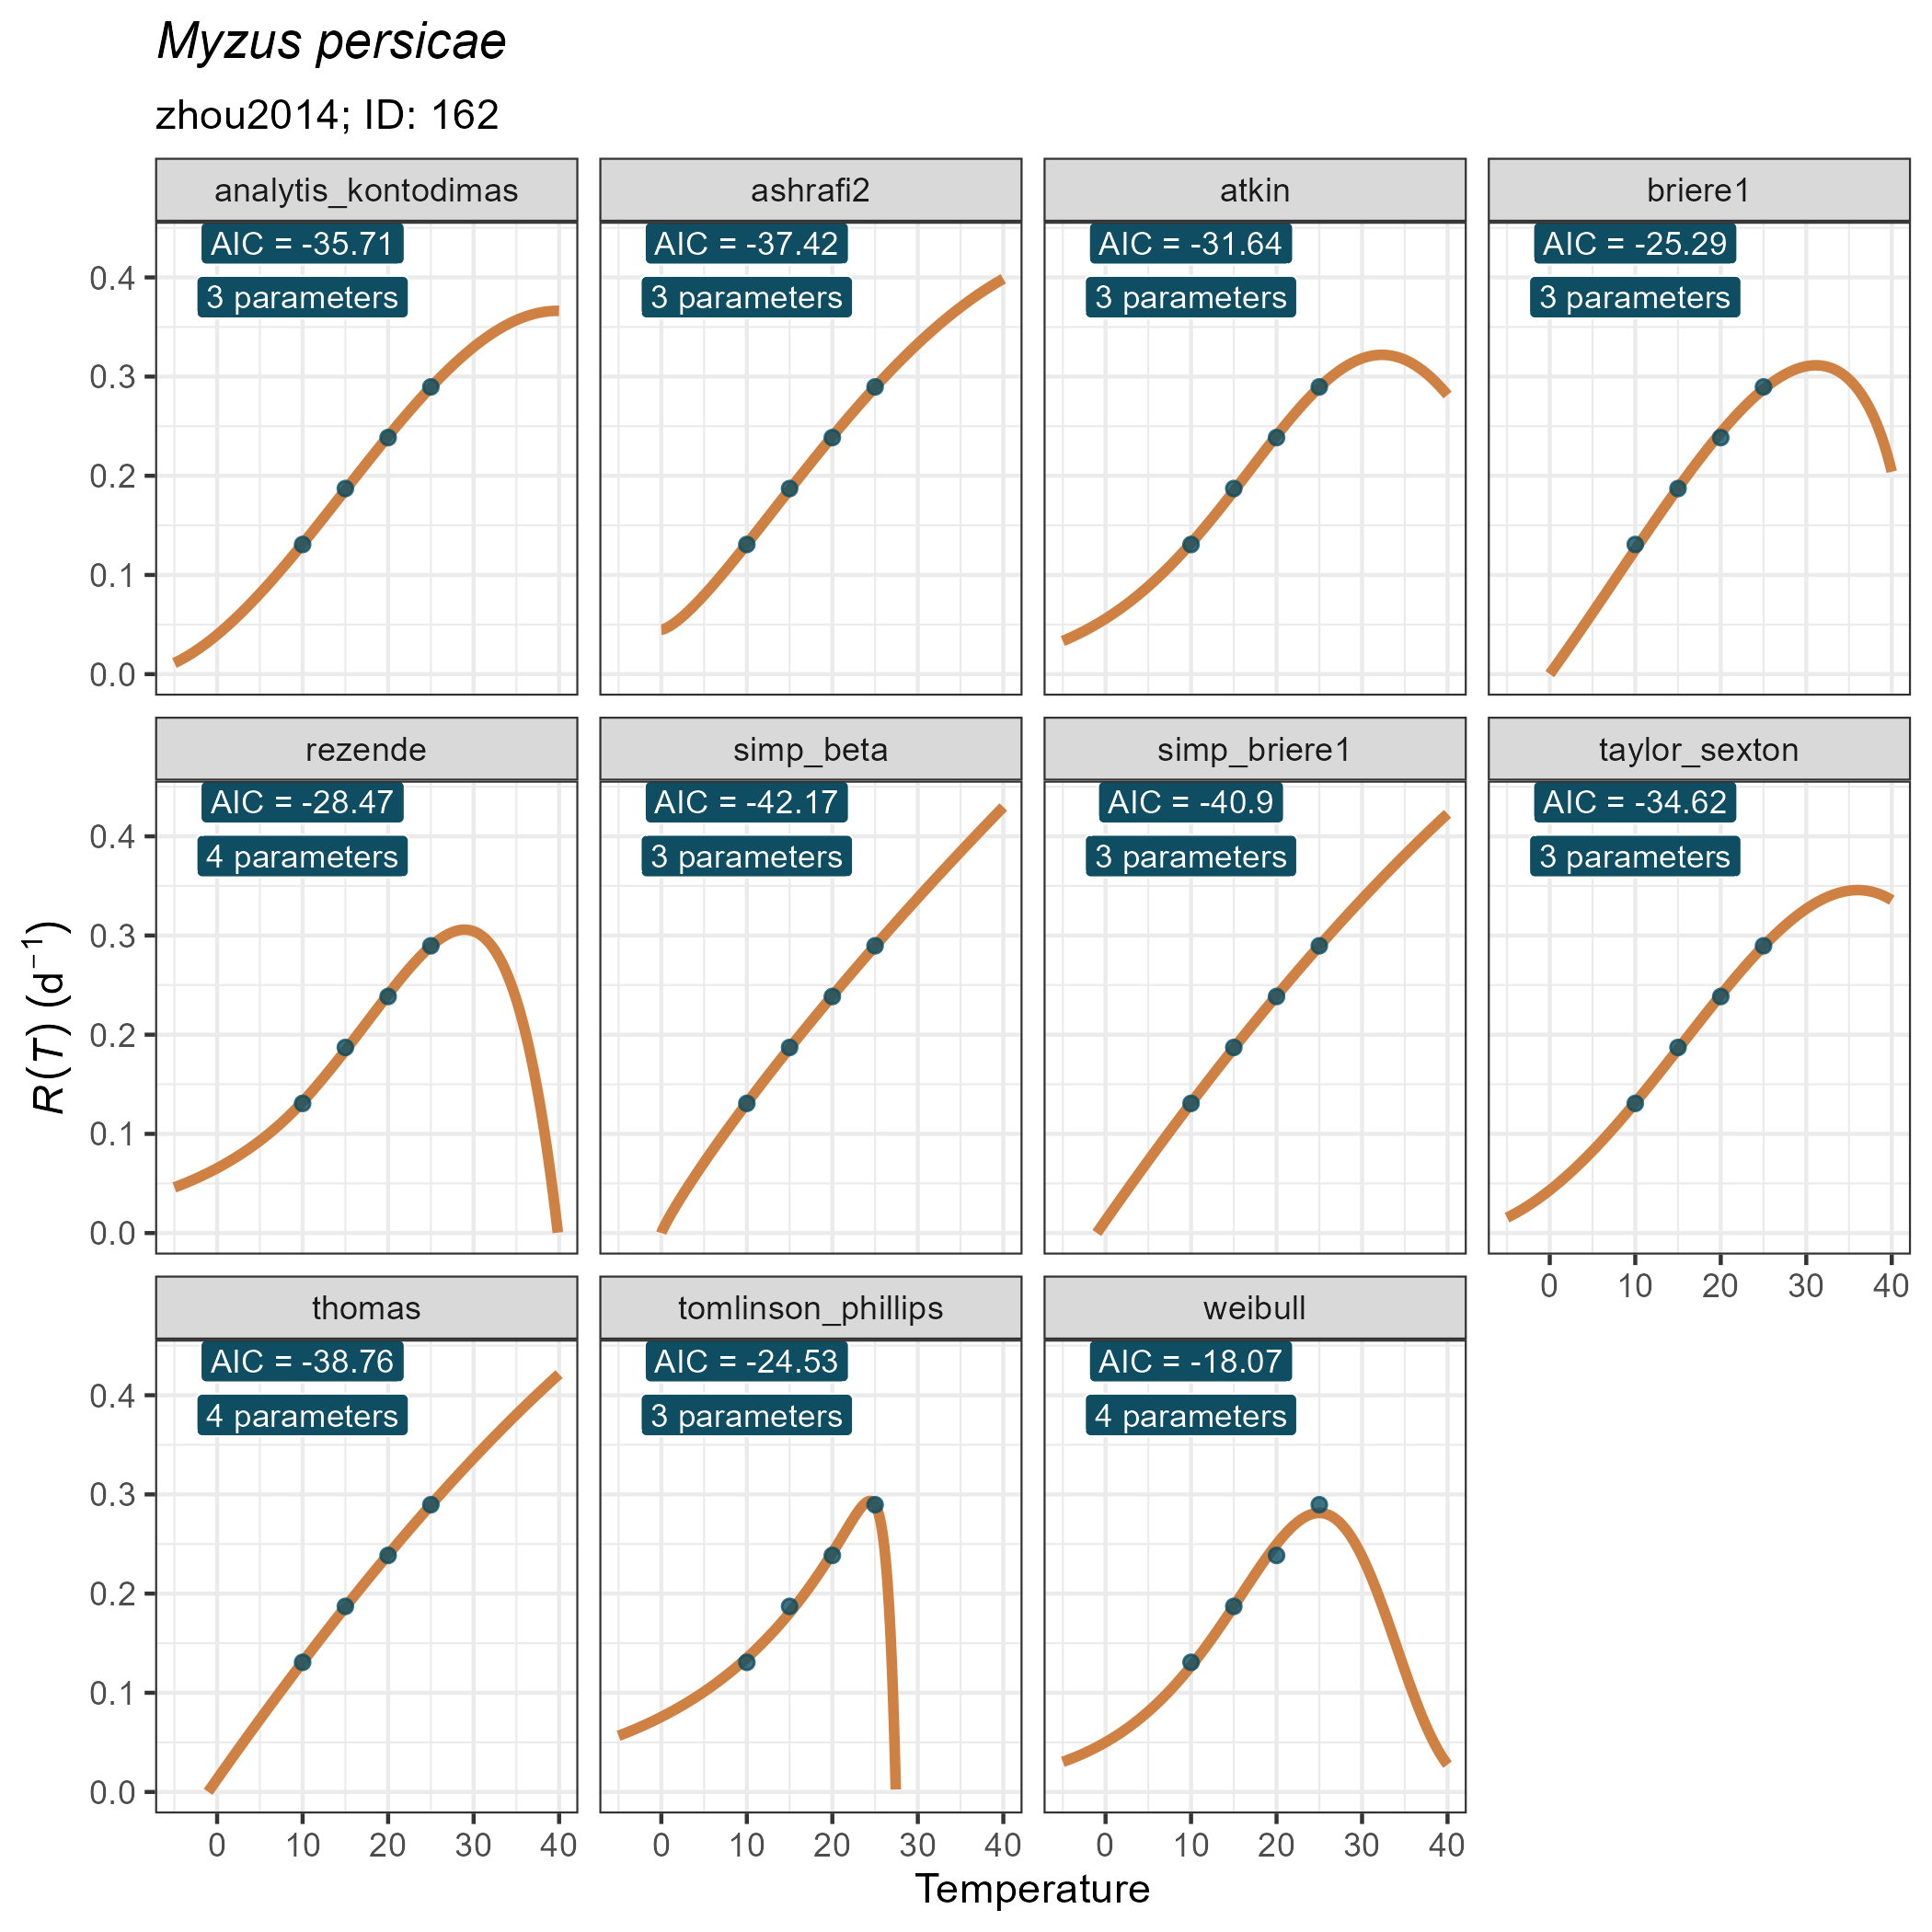 Myzus persicae
zhou2014; ID: 162
analytis_kontodimas
AIC = -35.71
3 parameters
ashrafi2
AIC = -37.42
3 parameters
atkin
AIC = -31.64
3 parameters
briere1
AIC = -25.29
3 parameters
0.4
0.3
0.2
0.1
0.0
rezende
AIC = -28.47
4 parameters
simp_beta
AIC = -42.17
3 parameters
simp_briere1
AIC = -40.9
3 parameters
taylor_sexton
AIC = -34.62
3 parameters
0.4
0.3
0.2
0.1
0.0
0 10 20 30 40
thomas
AIC = -38.76
4 parameters
tomlinson_phillips
AIC = -24.53
3 parameters
weibull
AIC = -18.07
4 parameters
0.4
0.3
0.2
0.1
0.0
0 10 20 30 40
0 10 20 30 40
0 10 20 30 40
R(T) (d⁻¹)
Temperature